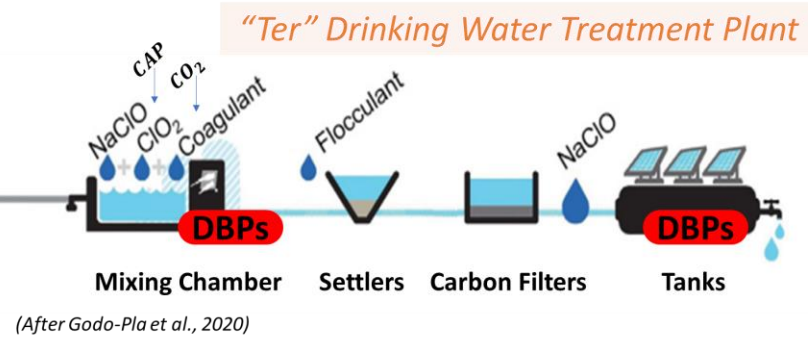 “Ter” Drinking Water Treatment Plant
CAP
CO₂
NaClO
ClO₂
Coagulant
Flocculant
NaClO
DBPs
DBPs
Mixing Chamber
Settlers
Carbon Filters
Tanks
(After Godo-Pla et al., 2020)